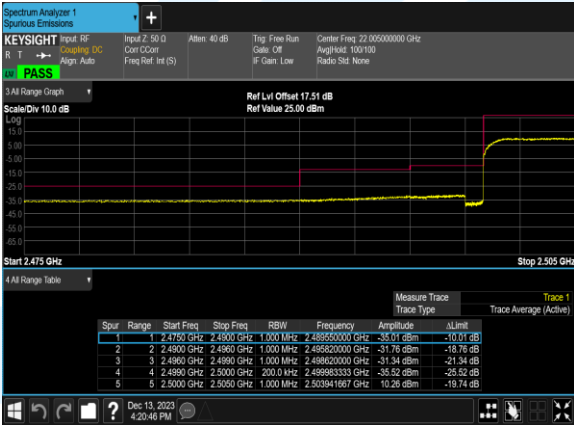 Spectrum Analyzer 1
Spurious Emissions
+
KEYSIGHT Input: RF Input Z: 50 Ω Atten: 40 dB Trig: Free Run Center Freq: 22.005000000 GHz
R T Coupling: DC Corr CCorr Gate: Off Avg|Hold: 100/100
Align: Auto Freq Ref: Int (S) IF Gain: Low Radio Std: None
LW PASS
3 All Range Graph
Ref Lvl Offset 17.51 dB
Scale/Div 10.0 dB Ref Value 25.00 dBm
Log
15.0
5.00
-5.00
-15.0
-25.0
-35.0
-45.0
-55.0
-65.0
Start 2.475 GHz Stop 2.505 GHz
4 All Range Table
Measure Trace Trace 1
Trace Type Trace Average (Active)
Spur Range Start Freq Stop Freq RBW Frequency Amplitude ΔLimit
1 1 2.4750 GHz 2.4900 GHz 1.000 MHz 2.489550000 GHz -35.01 dBm -10.01 dB
2 2 2.4900 GHz 2.4960 GHz 1.000 MHz 2.495820000 GHz -31.76 dBm -18.76 dB
3 3 2.4960 GHz 2.4990 GHz 1.000 MHz 2.498620000 GHz -31.34 dBm -21.34 dB
4 4 2.4990 GHz 2.5000 GHz 200.0 kHz 2.499983333 GHz -35.52 dBm -25.52 dB
5 5 2.5000 GHz 2.5050 GHz 1.000 MHz 2.503941667 GHz 10.26 dBm -19.74 dB
? Dec 13, 2023
4:20:46 PM